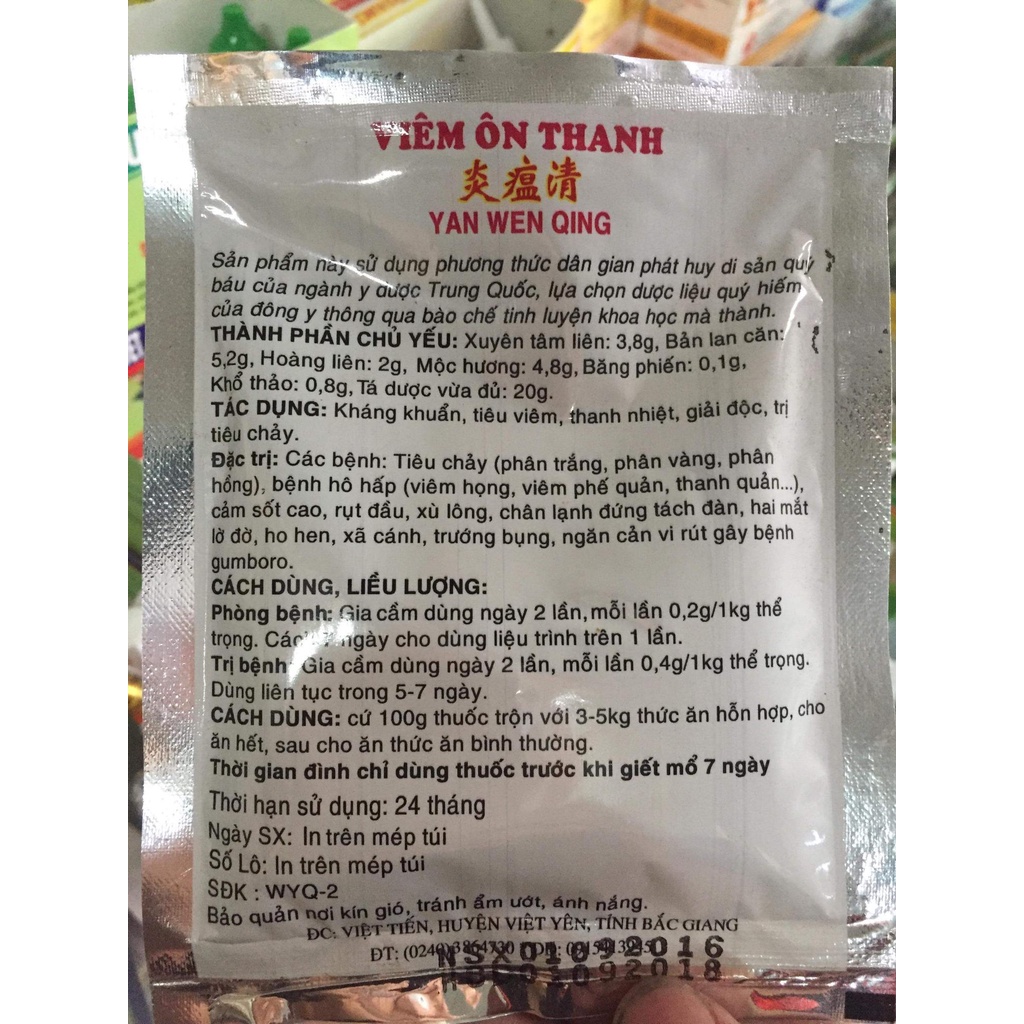 VIÊM ÔN THANH
炎瘟清
YAN WEN QING
Sản phẩm này sử dụng phương thức dân gian phát huy di sản quý
báu của ngành y dược Trung Quốc, lựa chọn dược liệu quý hiếm
của đông y thông qua bào chế tinh luyện khoa học mà thành.
THÀNH PHẦN CHỦ YẾU: Xuyên tâm liên: 3,8g, Bản lan căn:
5,2g, Hoàng liên: 2g, Mộc hương: 4,8g, Băng phiến: 0,1g,
Khổ thảo: 0,8g, Tá dược vừa đủ: 20g.
TÁC DỤNG: Kháng khuẩn, tiêu viêm, thanh nhiệt, giải độc, trị
tiêu chảy.
Đặc trị: Các bệnh: Tiêu chảy (phân trắng, phân vàng, phân
hồng), bệnh hô hấp (viêm họng, viêm phế quản, thanh quản...),
cảm sốt cao, rụt đầu, xù lông, chân lạnh đứng tách đàn, hai mắt
lờ đờ, ho hen, xã cánh, trướng bụng, ngăn cản vi rút gây bệnh
gumboro.
CÁCH DÙNG, LIỀU LƯỢNG:
Phòng bệnh: Gia cầm dùng ngày 2 lần, mỗi lần 0,2g/1kg thể
trọng. Cách ngày cho dùng liệu trình trên 1 lần.
Trị bệnh: Gia cầm dùng ngày 2 lần, mỗi lần 0,4g/1kg thể trọng.
Dùng liên tục trong 5-7 ngày.
CÁCH DÙNG: cứ 100g thuốc trộn với 3-5kg thức ăn hỗn hợp, cho
ăn hết, sau cho ăn thức ăn bình thường.
Thời gian đình chỉ dùng thuốc trước khi giết mổ 7 ngày
Thời hạn sử dụng: 24 tháng
Ngày SX: In trên mép túi
Số Lô: In trên mép túi
SĐK : WYQ-2
Bảo quản nơi kín gió, tránh ẩm ướt, ánh nắng.
ĐC: VIỆT TIẾN, HUYỆN VIỆT YÊN, TỈNH BẮC GIANG
ĐT: (0240)
NSX01092016
HD 01092018